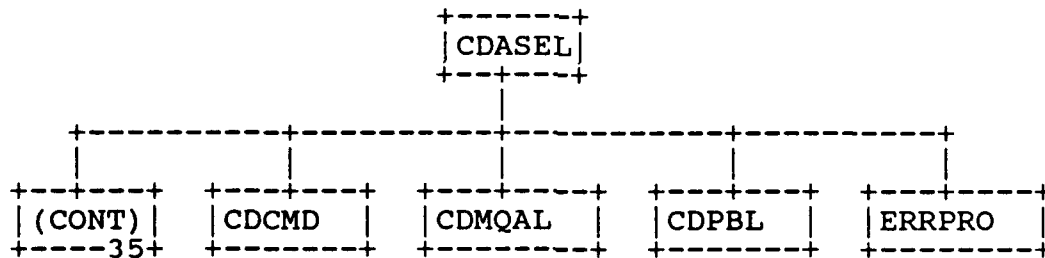 CDASEL
(CONT) CDCMD CDMQAL CDPBL ERRPRO
35